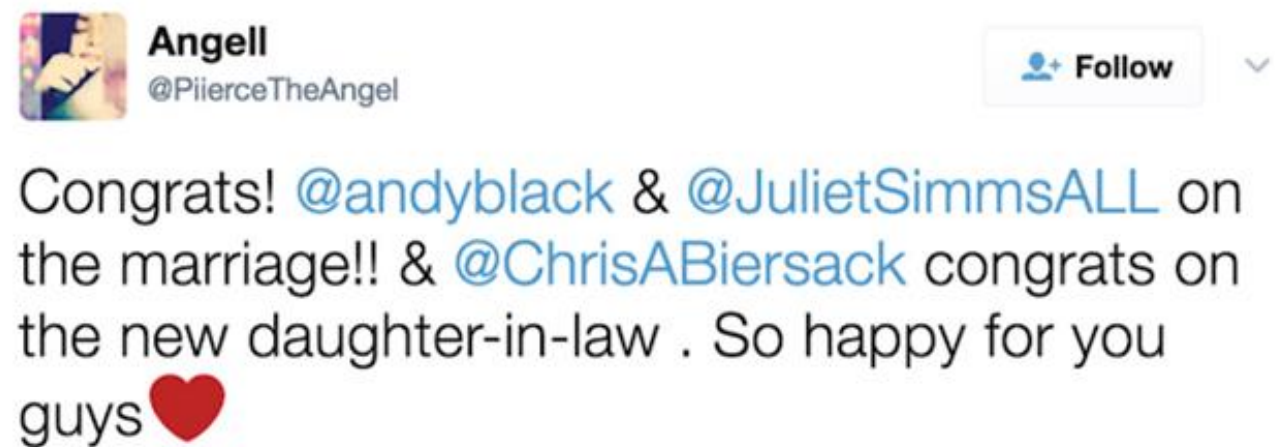 Angell
@PiierceTheAngel
Follow
Congrats! @andyblack & @JulietSimmsALL on
the marriage!! & @ChrisABiersack congrats on
the new daughter-in-law . So happy for you
guys❤